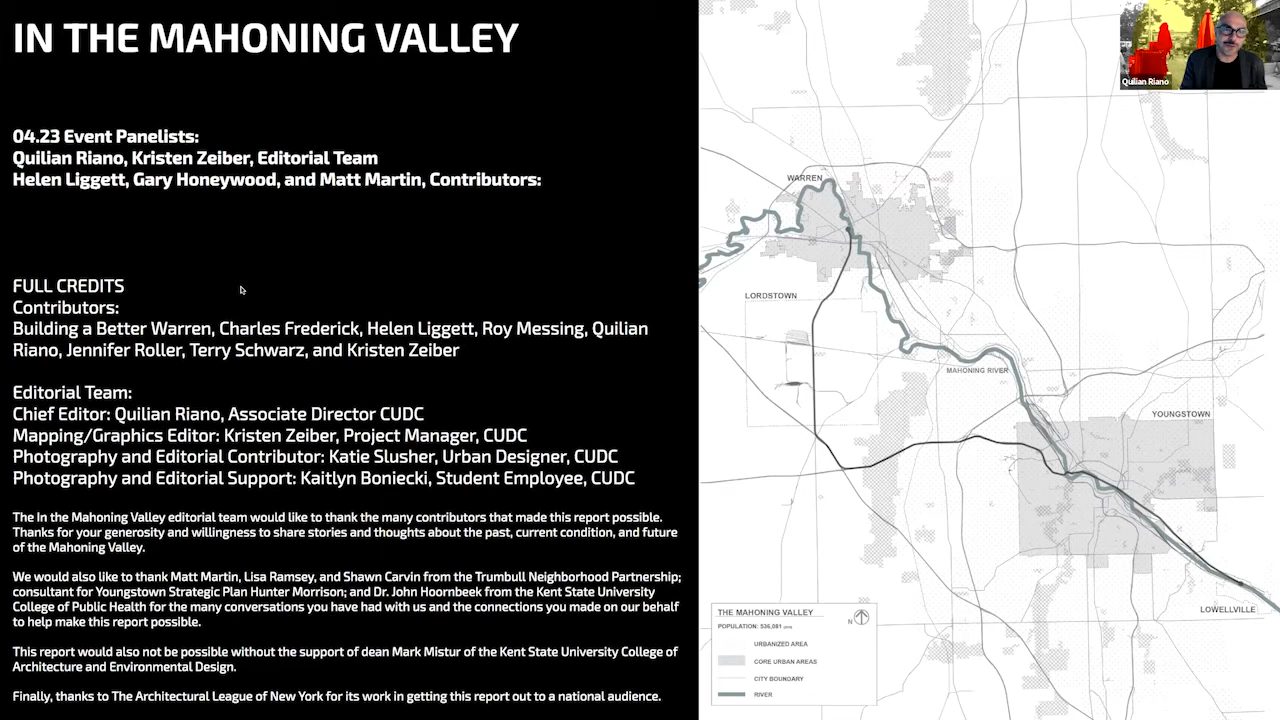 IN THE MAHONING VALLEY
04.23 Event Panelists:
Quilian Riano, Kristen Zeiber, Editorial Team
Helen Liggett, Gary Honeywood, and Matt Martin, Contributors:
FULL CREDITS
Contributors:
Building a Better Warren, Charles Frederick, Helen Liggett, Roy Messing, Quilian
Riano, Jennifer Roller, Terry Schwarz, and Kristen Zeiber
Editorial Team:
Chief Editor: Quilian Riano, Associate Director CUDC
Mapping/Graphics Editor: Kristen Zeiber, Project Manager, CUDC
Photography and Editorial Contributor: Katie Slusher, Urban Designer, CUDC
Photography and Editorial Support: Kaitlyn Boniecki, Student Employee, CUDC
The In the Mahoning Valley editorial team would like to thank the many contributors that made this report possible.
Thanks for your generosity and willingness to share stories and thoughts about the past, current condition, and future
of the Mahoning Valley.
We would also like to thank Matt Martin, Lisa Ramsey, and Shawn Carvin from the Trumbull Neighborhood Partnership;
consultant for Youngstown Strategic Plan Hunter Morrison; and Dr. John Hoornbeek from the Kent State University
College of Public Health for the many conversations you have had with us and the connections you made on our behalf
to help make this report possible.
This report would also not be possible without the support of dean Mark Mistur of the Kent State University College of
Architecture and Environmental Design.
Finally, thanks to The Architectural League of New York for its work in getting this report out to a national audience.
Quilian Riano
WARREN
LORDSTOWN
MAHONING RIVER
YOUNGSTOWN
LOWELLVILLE
THE MAHONING VALLEY
POPULATION: 536,081
N
URBANIZED AREA
CORE URBAN AREAS
CITY BOUNDARY
RIVER